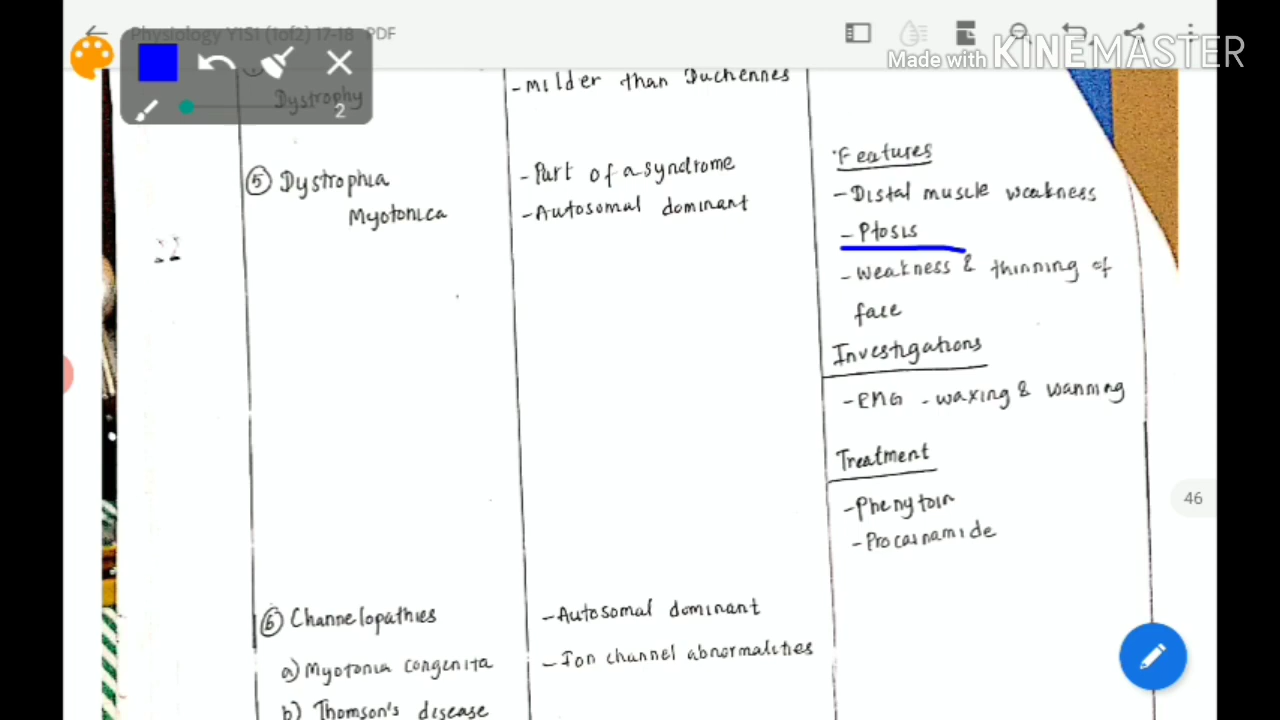 Physiology Y1S1 (1of2) 17-18 .PDF
Made with KINEMASTER
2
Dystrophy
- Milder than Duchennes
⑤ Dystrophia
Myotonica
- Part of a syndrome
- Autosomal dominant
Features
- Distal muscle weakness
- Ptosis
- Weakness & thinning of
face
Investigations
- EMG - waxing & wanning
Treatment
- Phenytoin
- Procainamide
46
⑥ Channelopathies
a) Myotonia congenita
b) Thomson's disease
- Autosomal dominant
- Ion channel abnormalities